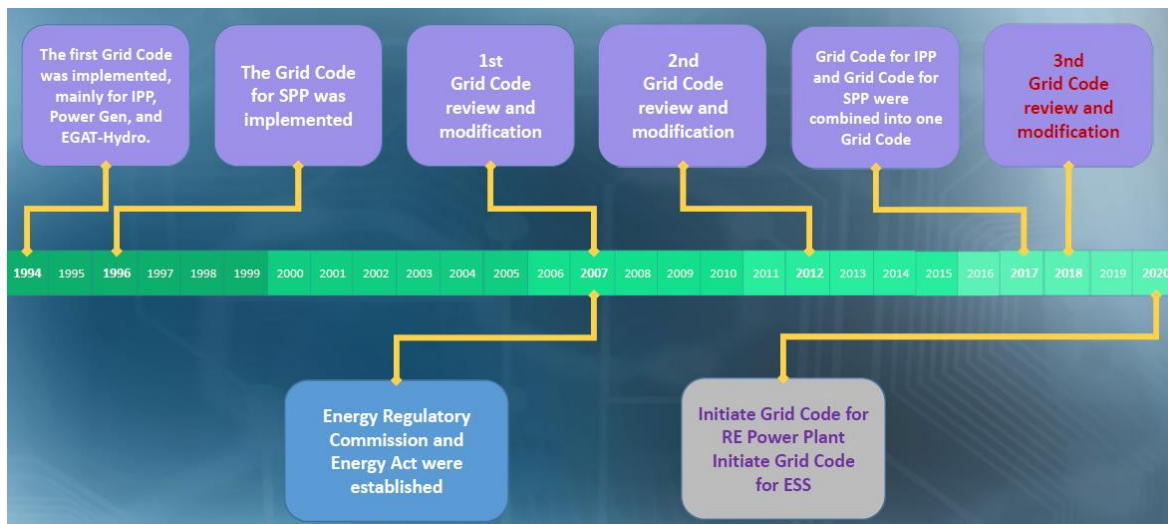 The first Grid Code
was implemented,
mainly for IPP,
Power Gen, and
EGAT-Hydro.
The Grid Code
for SPP was
implemented
1st
Grid Code
review and
modification
2nd
Grid Code
review and
modification
Grid Code for IPP
and Grid Code for
SPP were
combined into one
Grid Code
3nd
Grid Code
review and
modification
1994 1995 1996 1997 1998 1999 2000 2001 2002 2003 2004 2005 2006 2007 2008 2009 2010 2011 2012 2013 2014 2015 2016 2017 2018 2019 2020
Energy Regulatory
Commission and
Energy Act were
established
Initiate Grid Code for
RE Power Plant
Initiate Grid Code
for ESS